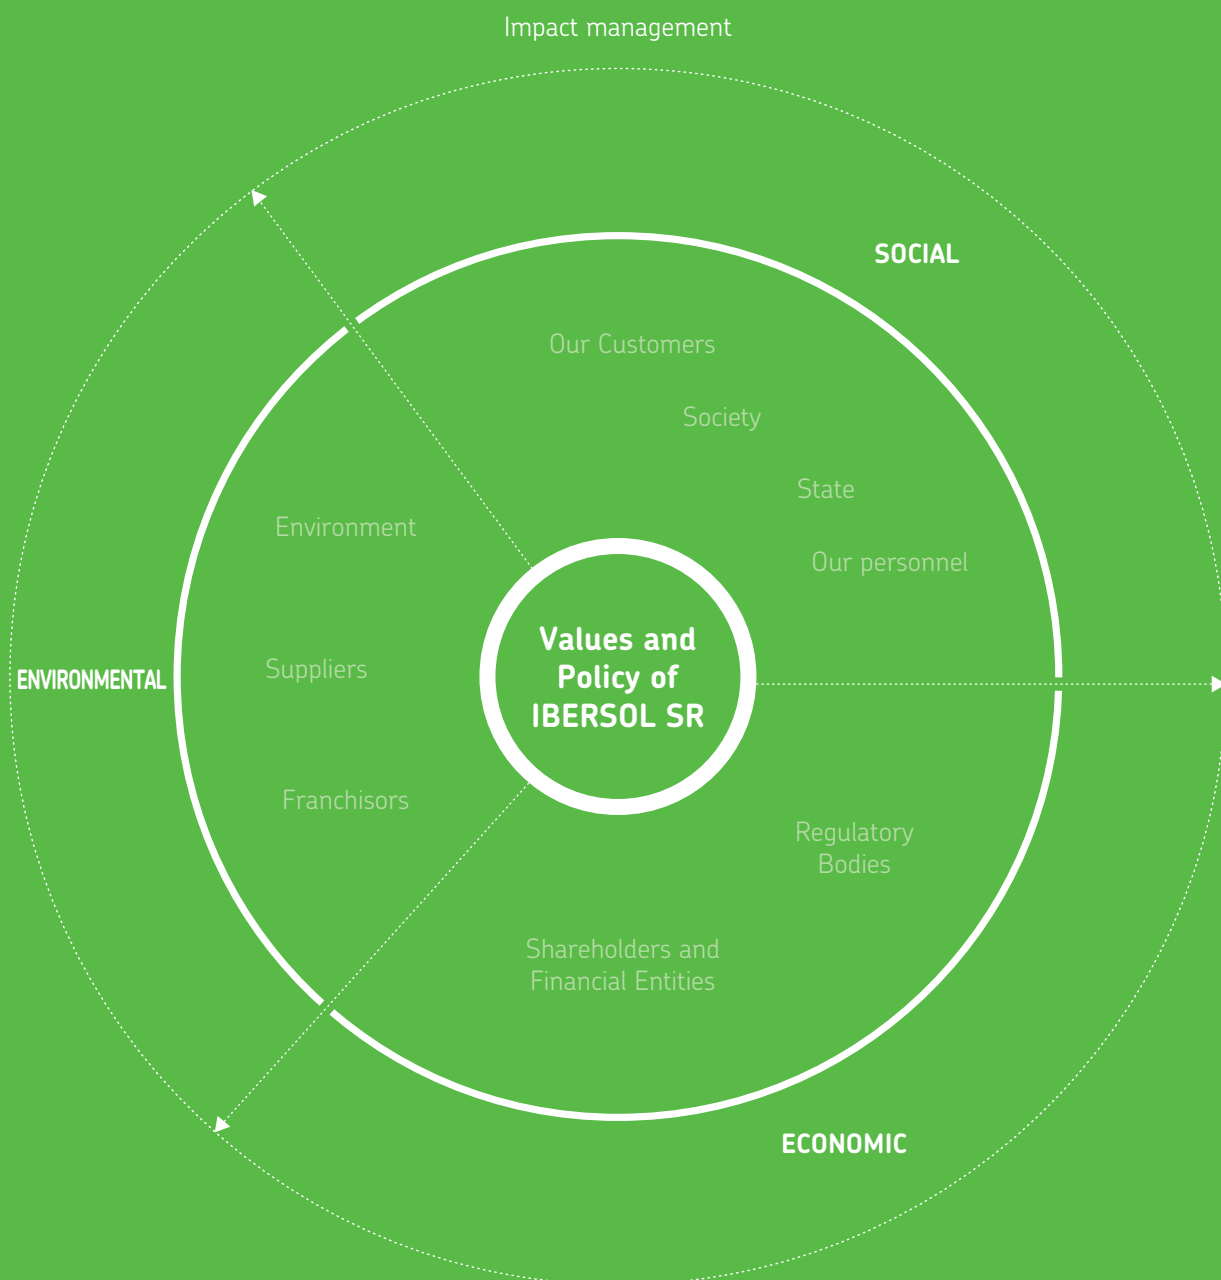 Impact management
SOCIAL
Our Customers
Society
State
Our personnel
Environment
Suppliers
Franchisors
ENVIRONMENTAL
Values and
Policy of
IBERSOL SR
Regulatory
Bodies
Shareholders and
Financial Entities
ECONOMIC